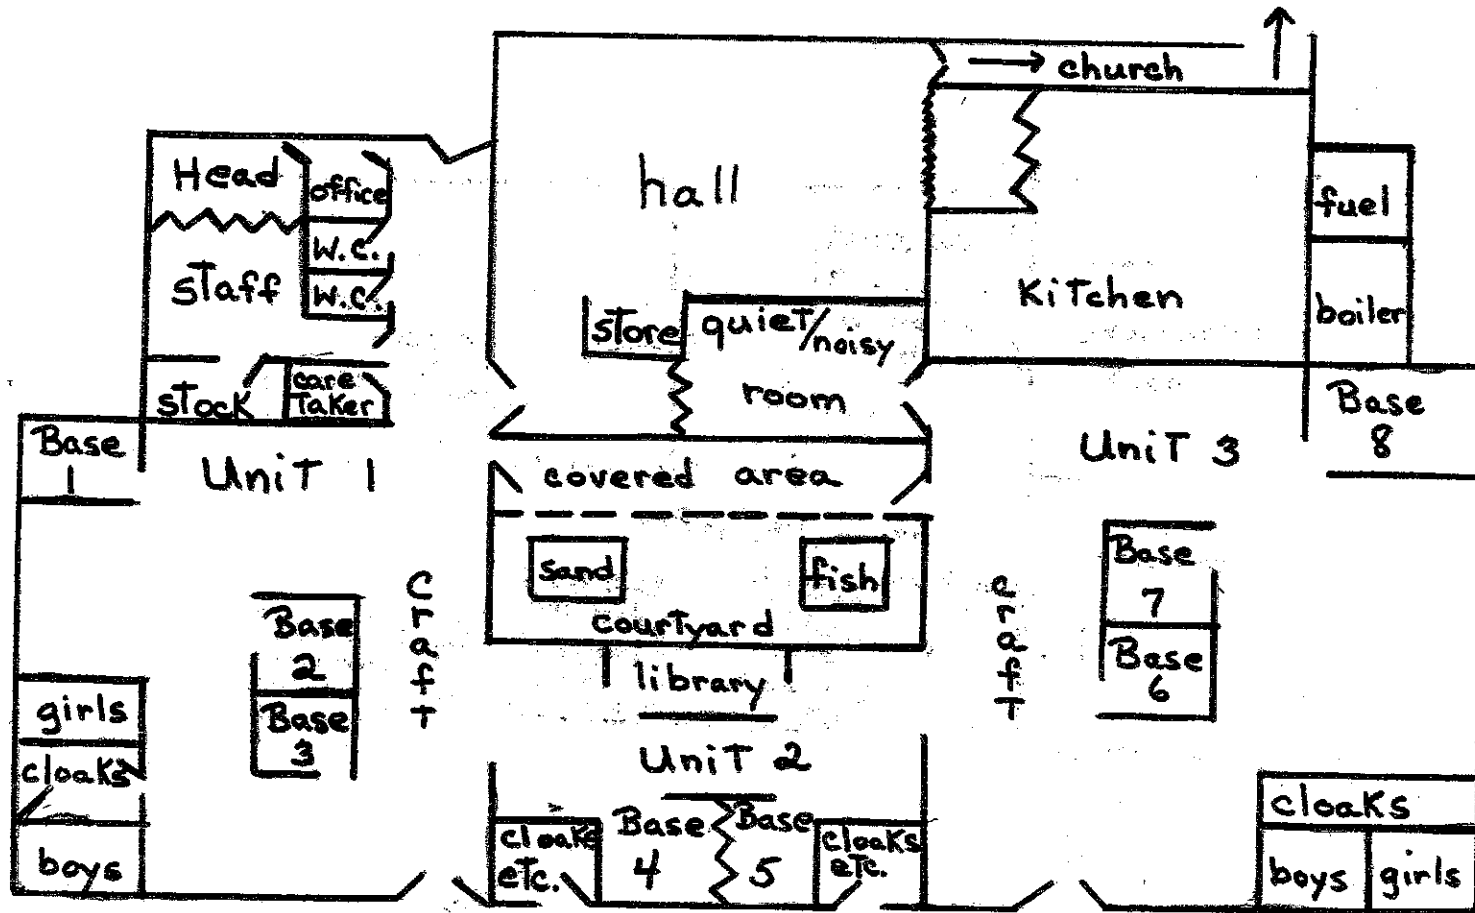 church
Head
office
hall
fuel
W.C.
staff
W.C.
Kitchen
boiler
store
quiet/
noisy
room
stock
care
Taker
Base
1
Unit 1
covered area
Unit 3
Base
8
sand
fish
courtyard
craft
craft
Base
7
Base
6
Base
2
Base
3
library
Unit 2
girls
cloaks
boys
cloaks
etc.
Base
4
Base
5
cloaks
etc.
cloaks
boys
girls